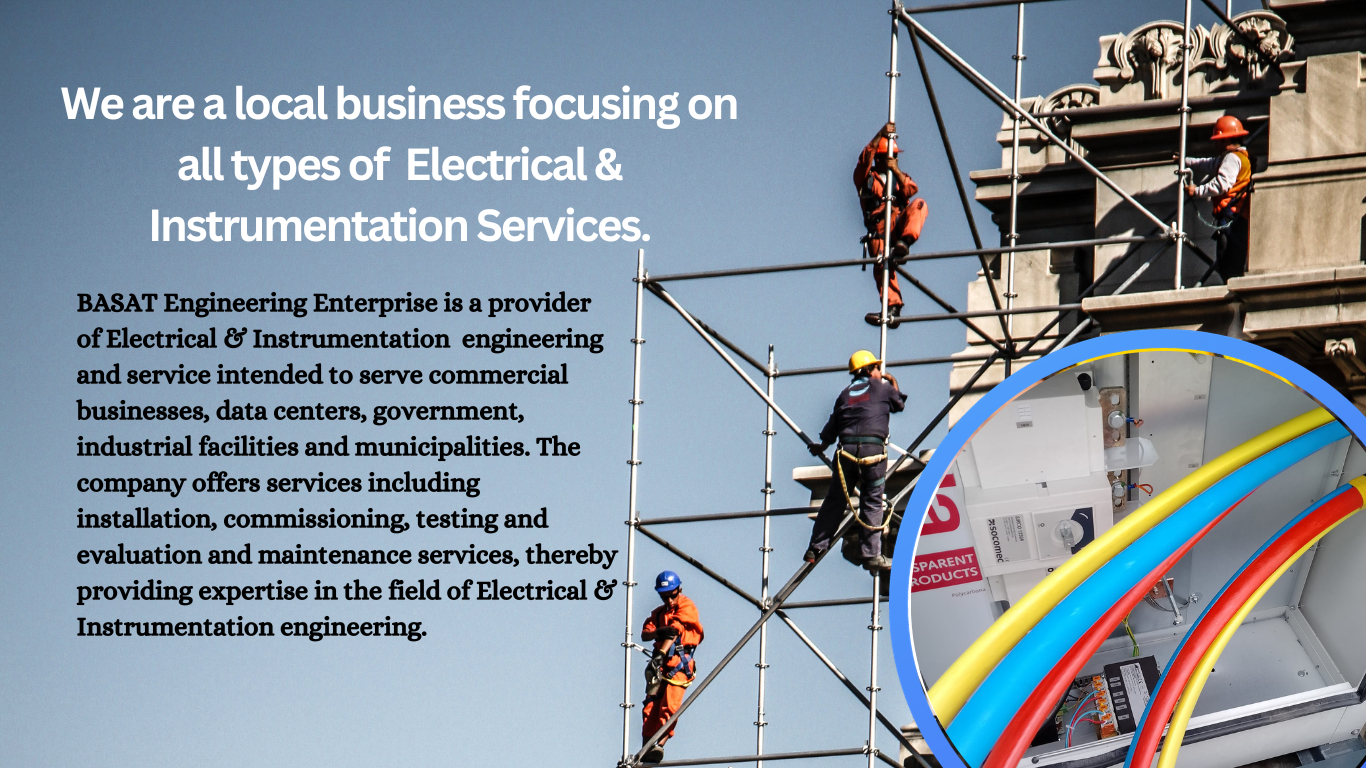 We are a local business focusing on
all types of  Electrical &
Instrumentation Services.
BASAT Engineering Enterprise is a provider
of Electrical & Instrumentation  engineering
and service intended to serve commercial
businesses, data centers, government,
industrial facilities and municipalities. The
company offers services including
installation, commissioning, testing and
evaluation and maintenance services, thereby
providing expertise in the field of Electrical &
Instrumentation engineering.
socomec